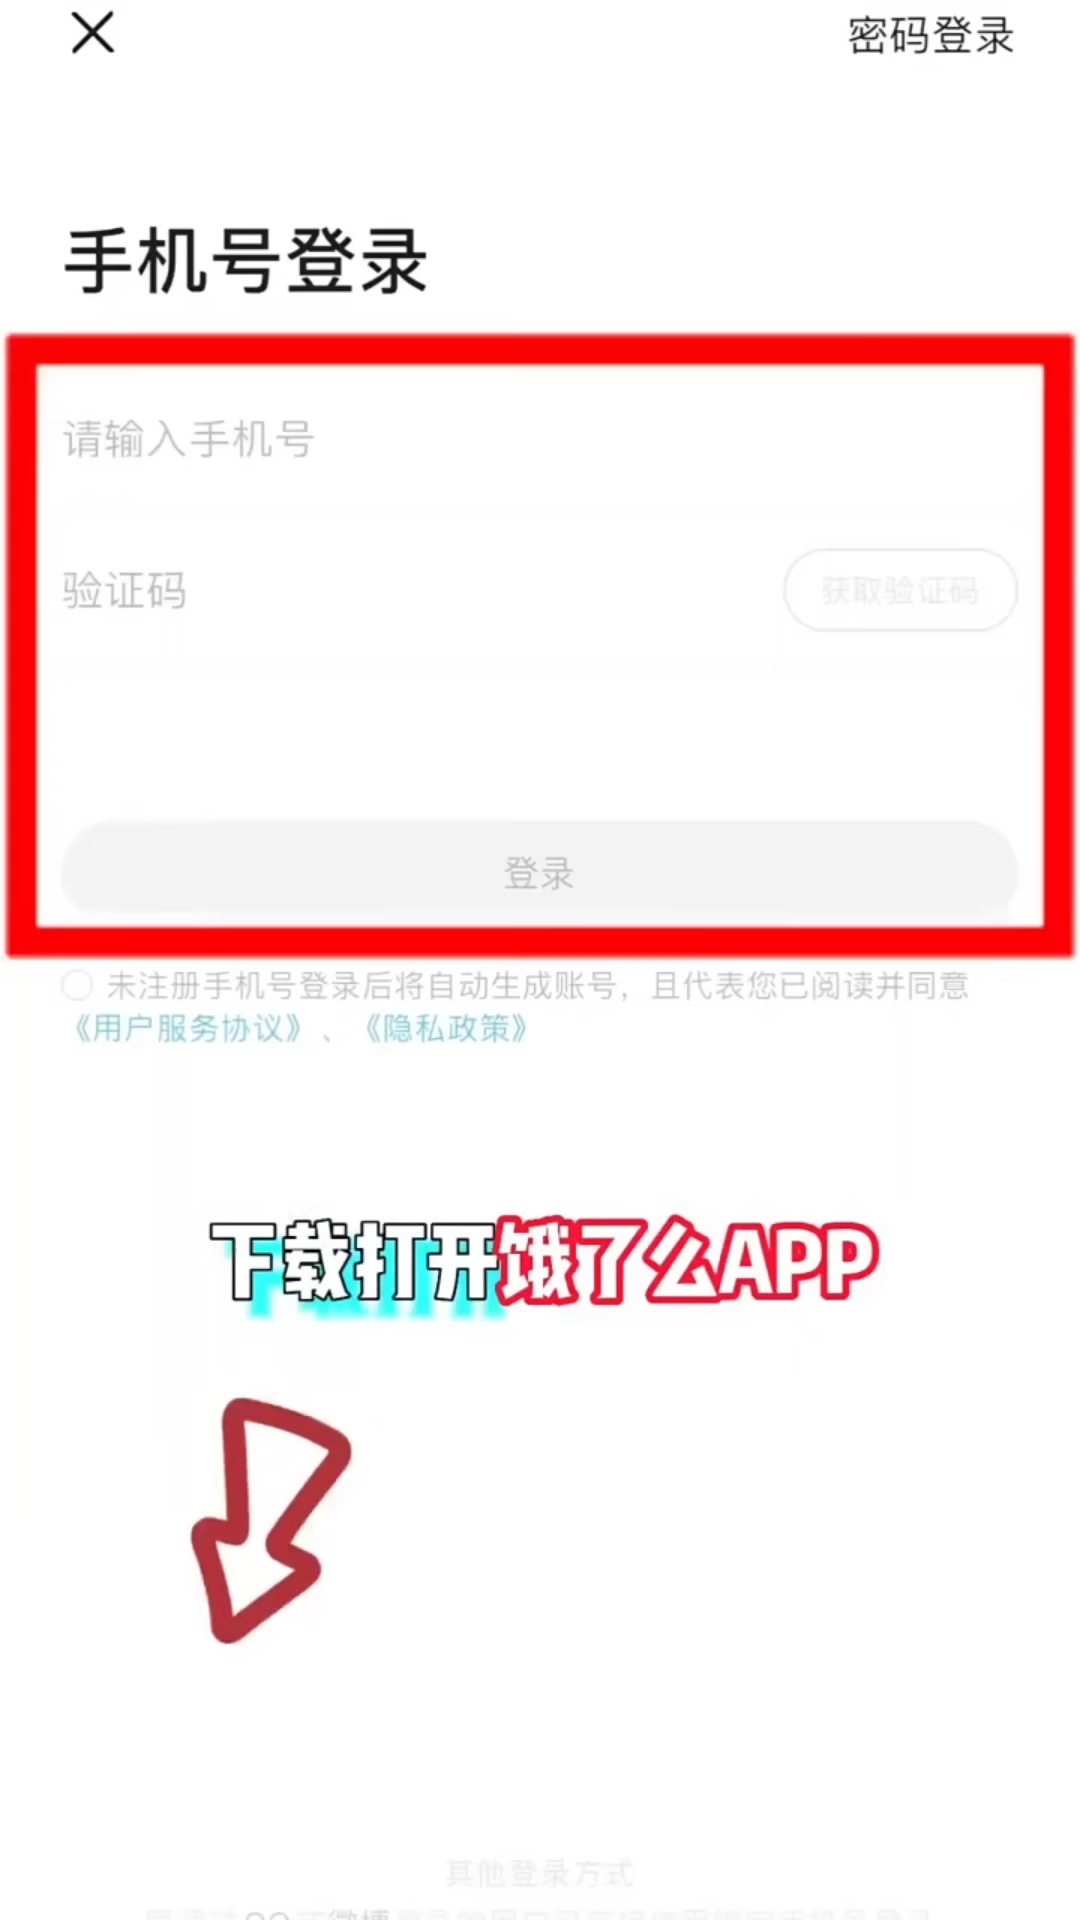 密码登录
手机号登录
请输入手机号
验证码
获取验证码
登录
未注册手机号登录后将自动生成账号，且代表您已阅读并同意
《用户服务协议》、《隐私政策》
下载打开饿了么APP
其他登录方式